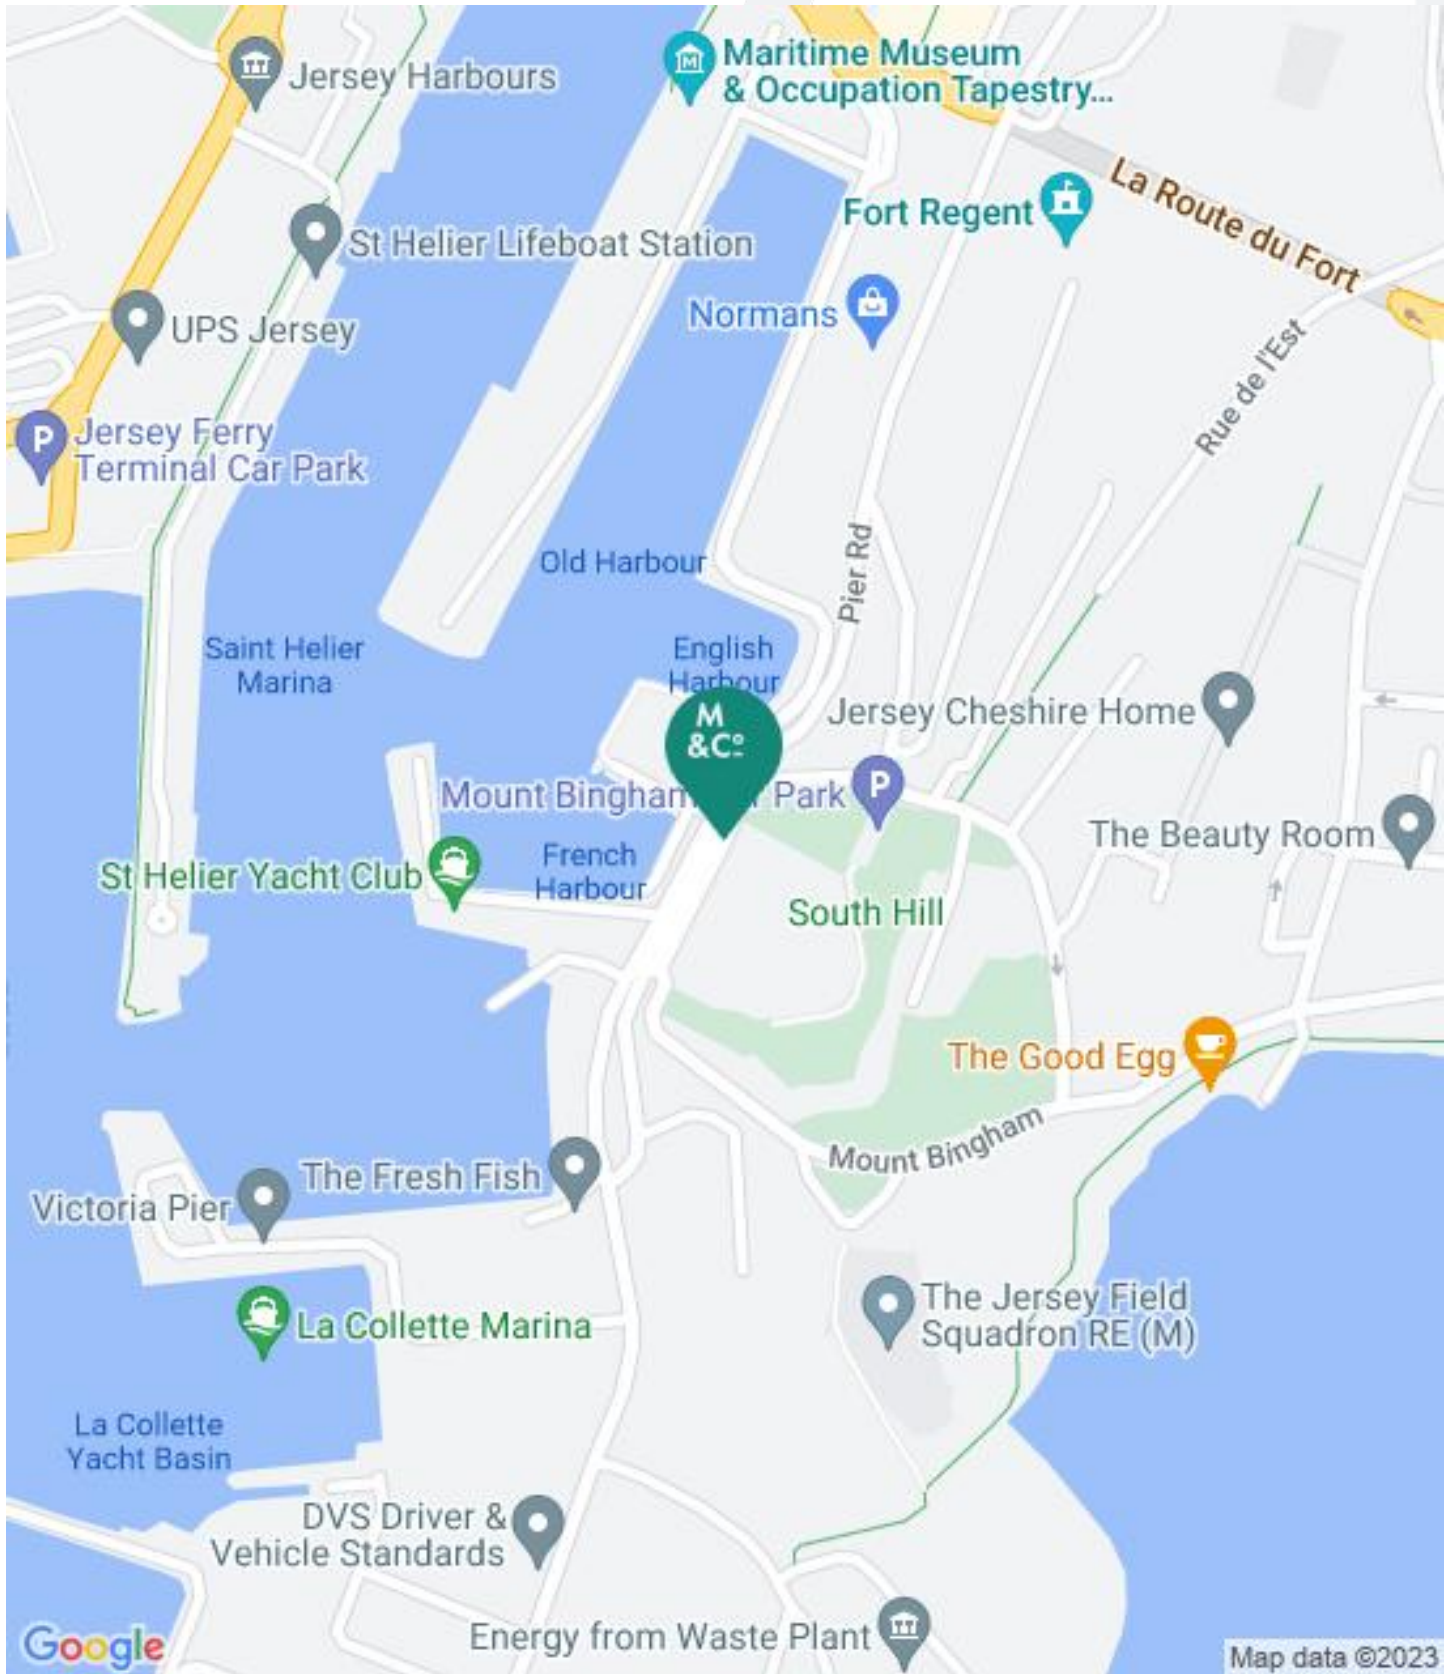 Maritime Museum
& Occupation Tapestry...
Jersey Harbours
La Route du Fort
Fort Regent
St Helier Lifeboat Station
Normans
UPS Jersey
Rue de l'Est
Jersey Ferry
Terminal Car Park
Old Harbour
Pier Rd
Saint Helier
Marina
English
Harbour
M
&Cº
Jersey Cheshire Home
Mount Bingham
Park
The Beauty Room
French
Harbour
St Helier Yacht Club
South Hill
The Good Egg
Mount Bingham
The Fresh Fish
Victoria Pier
The Jersey Field
Squadron RE (M)
La Collette Marina
La Collette
Yacht Basin
DVS Driver &
Vehicle Standards
Energy from Waste Plant
Google
Map data ©2023